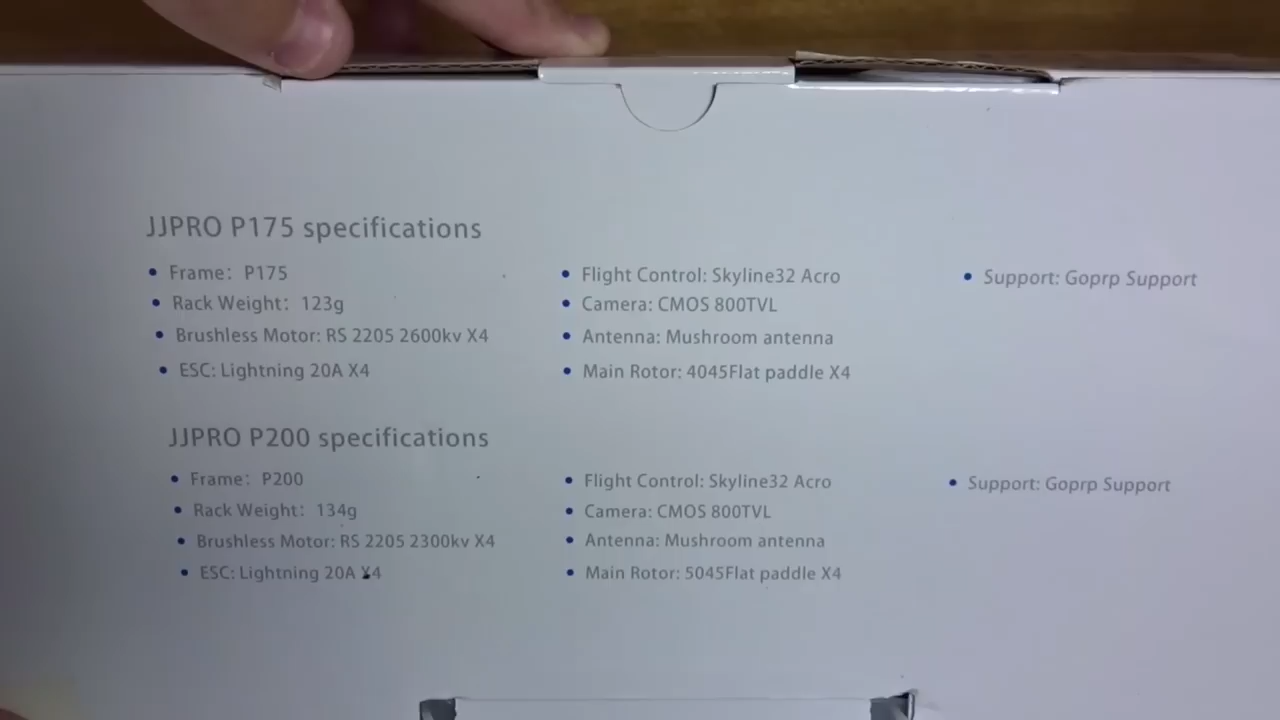 JJPRO P175 specifications
Frame: P175
Rack Weight: 123g
Brushless Motor: RS 2205 2600kv X4
ESC: Lightning 20A X4
Flight Control: Skyline32 Acro
Camera: CMOS 800TVL
Antenna: Mushroom antenna
Main Rotor: 4045Flat paddle X4
Support: Goprp Support
JJPRO P200 specifications
Frame: P200
Rack Weight: 134g
Brushless Motor: RS 2205 2300kv X4
ESC: Lightning 20A X4
Flight Control: Skyline32 Acro
Camera: CMOS 800TVL
Antenna: Mushroom antenna
Main Rotor: 5045Flat paddle X4
Support: Goprp Support